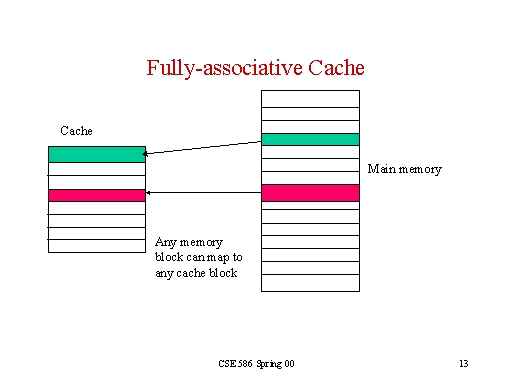 Fully-associative Cache
Cache
Main memory
Any memory
block can map to
any cache block
CSE 586 Spring 00
13